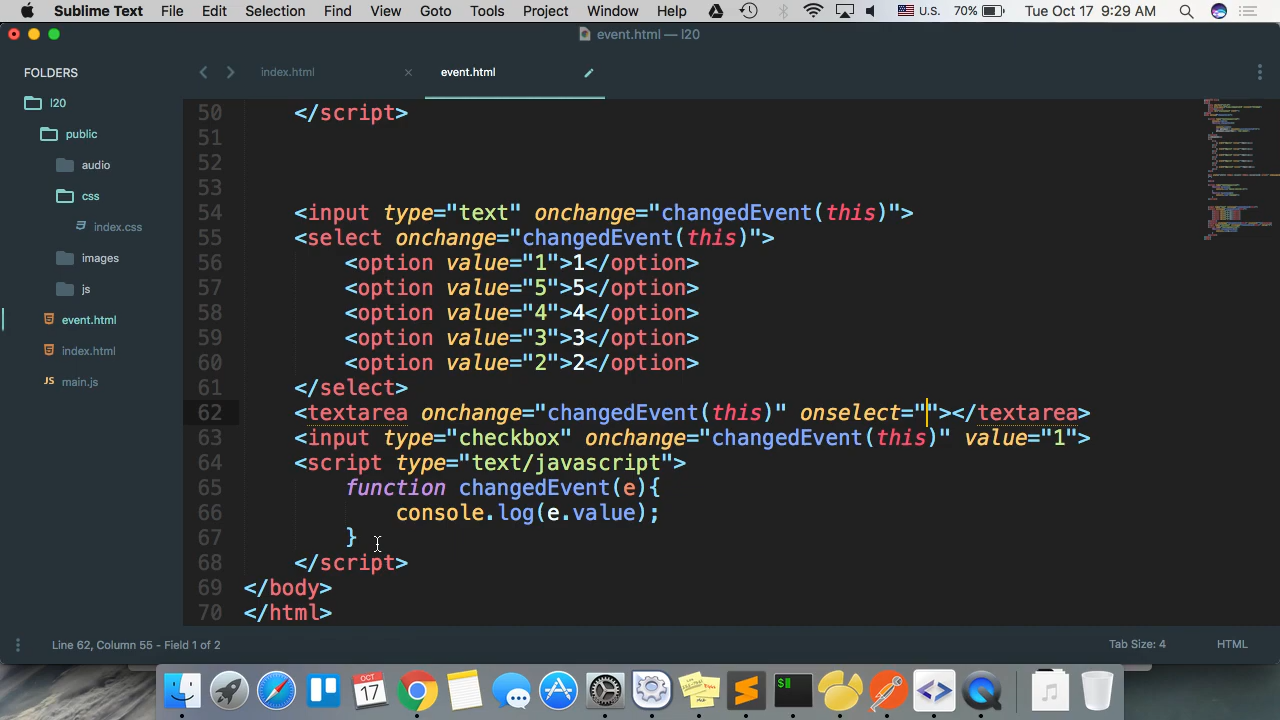 Sublime Text File Edit Selection Find View Goto Tools Project Window Help U.S. 70% Tue Oct 17 9:29 AM
event.html — l20
FOLDERS
l20
public
audio
css
index.css
images
js
event.html
index.html
main.js
index.html
event.html
50 </script>
51
52
53
54 <input type="text" onchange="changedEvent(this)">
55 <select onchange="changedEvent(this)">
56 <option value="1">1</option>
57 <option value="5">5</option>
58 <option value="4">4</option>
59 <option value="3">3</option>
60 <option value="2">2</option>
61 </select>
62 <textarea onchange="changedEvent(this)" onselect=""></textarea>
63 <input type="checkbox" onchange="changedEvent(this)" value="1">
64 <script type="text/javascript">
65 function changedEvent(e){
66 console.log(e.value);
67 }
68 </script>
69 </body>
70 </html>
Line 62, Column 55 - Field 1 of 2
Tab Size: 4
HTML
OCT
17